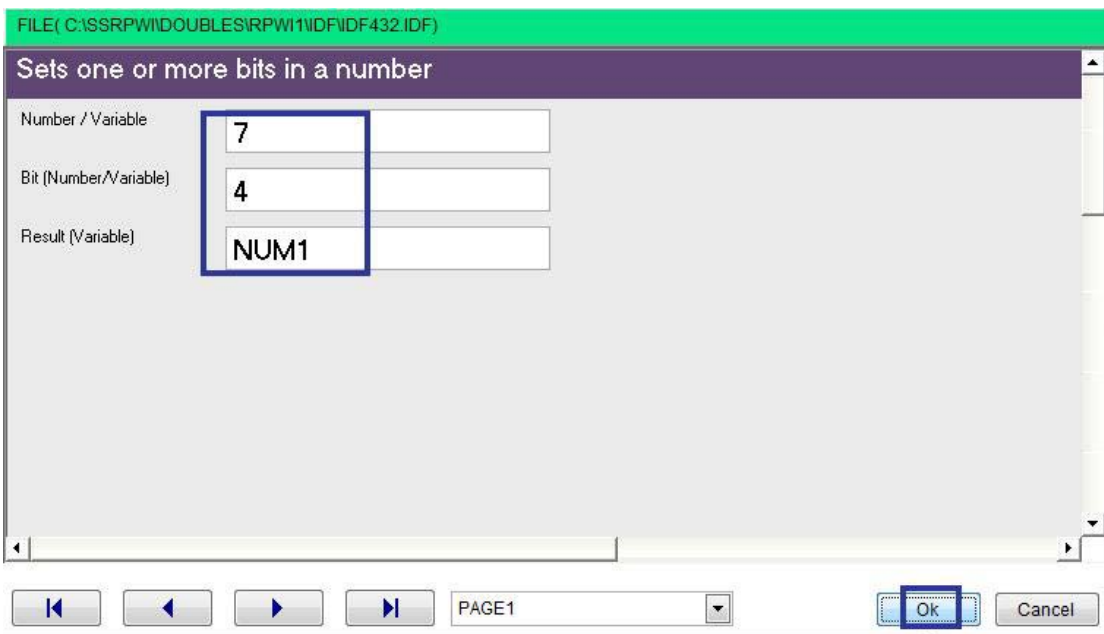 FILE( C:\SSRPWI\DOUBLES\RPWI1\IDF\IDF432.IDF)
Sets one or more bits in a number
Number / Variable
7
Bit (Number/Variable)
4
Result (Variable)
NUM1
PAGE1
Ok
Cancel